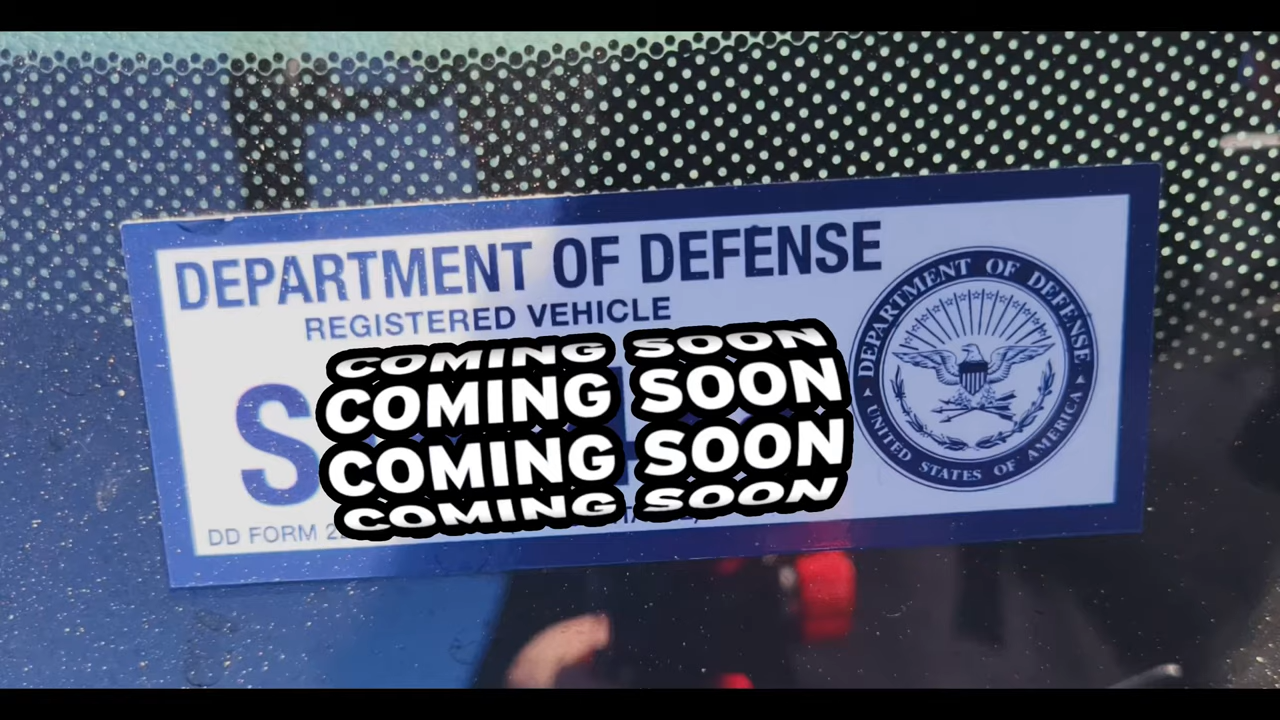 DEPARTMENT OF DEFENSE
REGISTERED VEHICLE
COMING SOON
COMING SOON
COMING SOON
COMING SOON
DD FORM
DEPARTMENT OF DEFENSE
UNITED STATES OF AMERICA